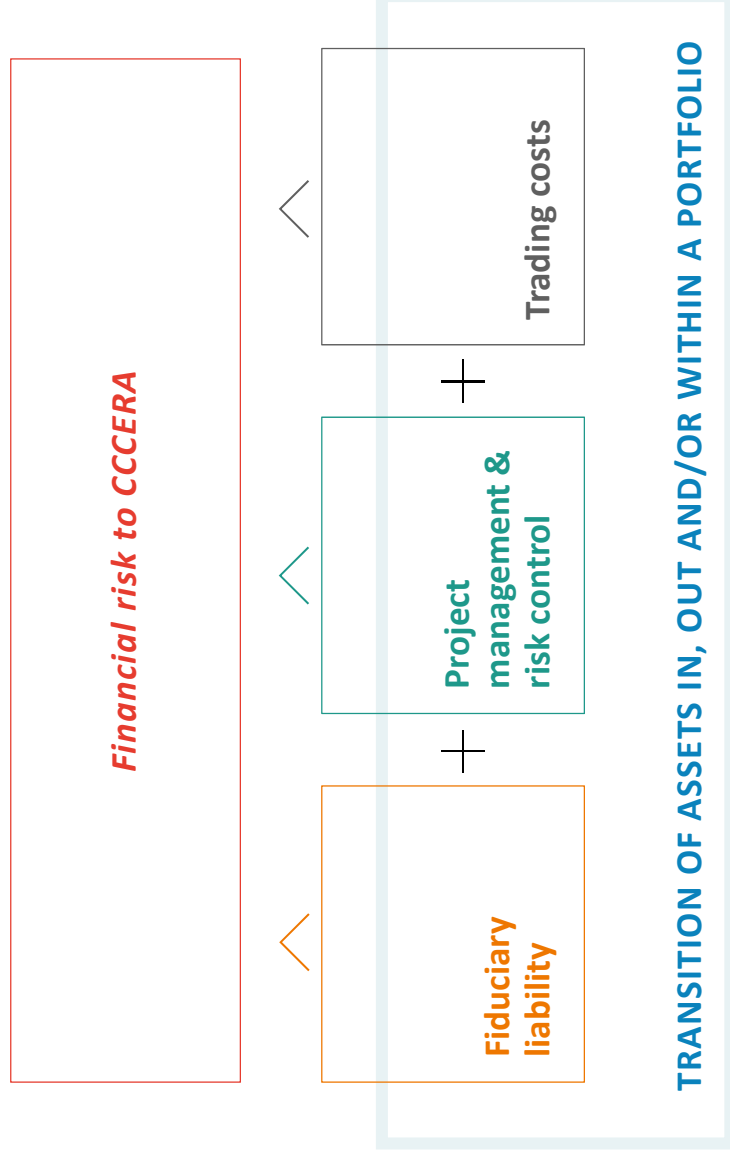 Financial risk to CCCERA
Fiduciary
liability
+
Project
management &
risk control
+
Trading costs
TRANSITION OF ASSETS IN, OUT AND/OR WITHIN A PORTFOLIO